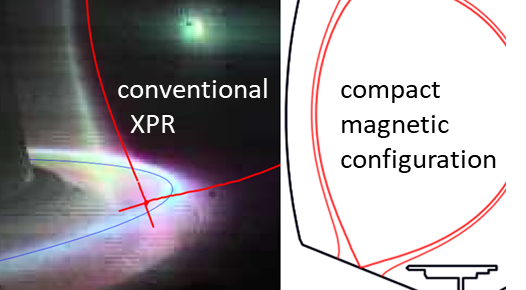 conventional
XPR
compact
magnetic
configuration